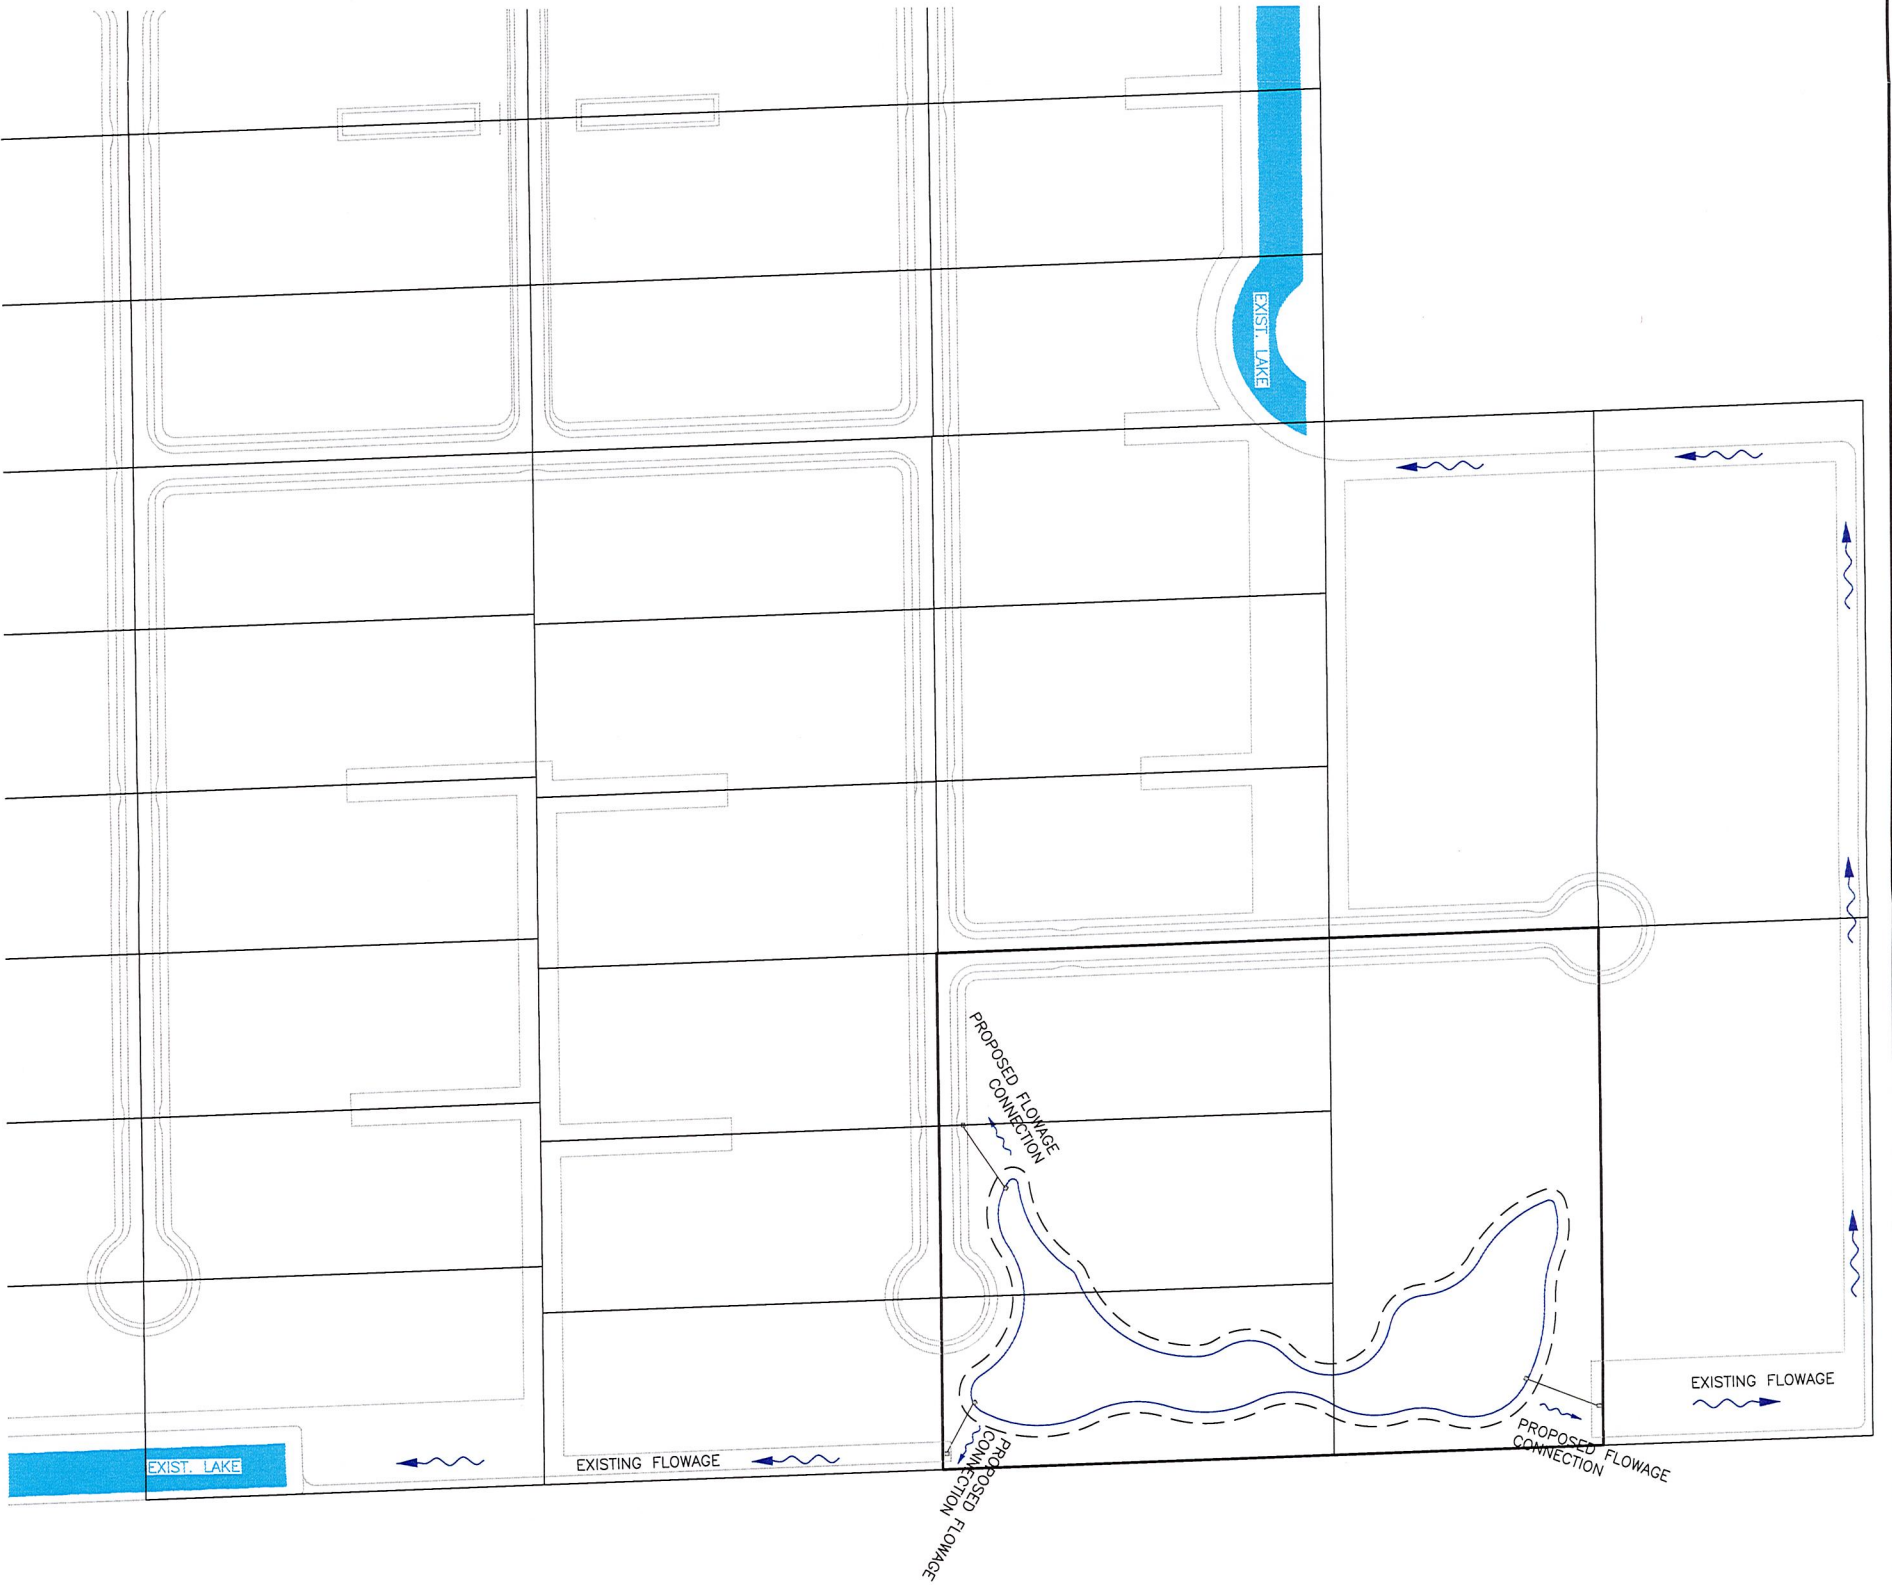 EXIST. LAKE
PROPOSED FLOWAGE
CONNECTION
EXISTING FLOWAGE
PROPOSED FLOWAGE
CONNECTION
EXIST. LAKE
EXISTING FLOWAGE
PROPOSED FLOWAGE
CONNECTION